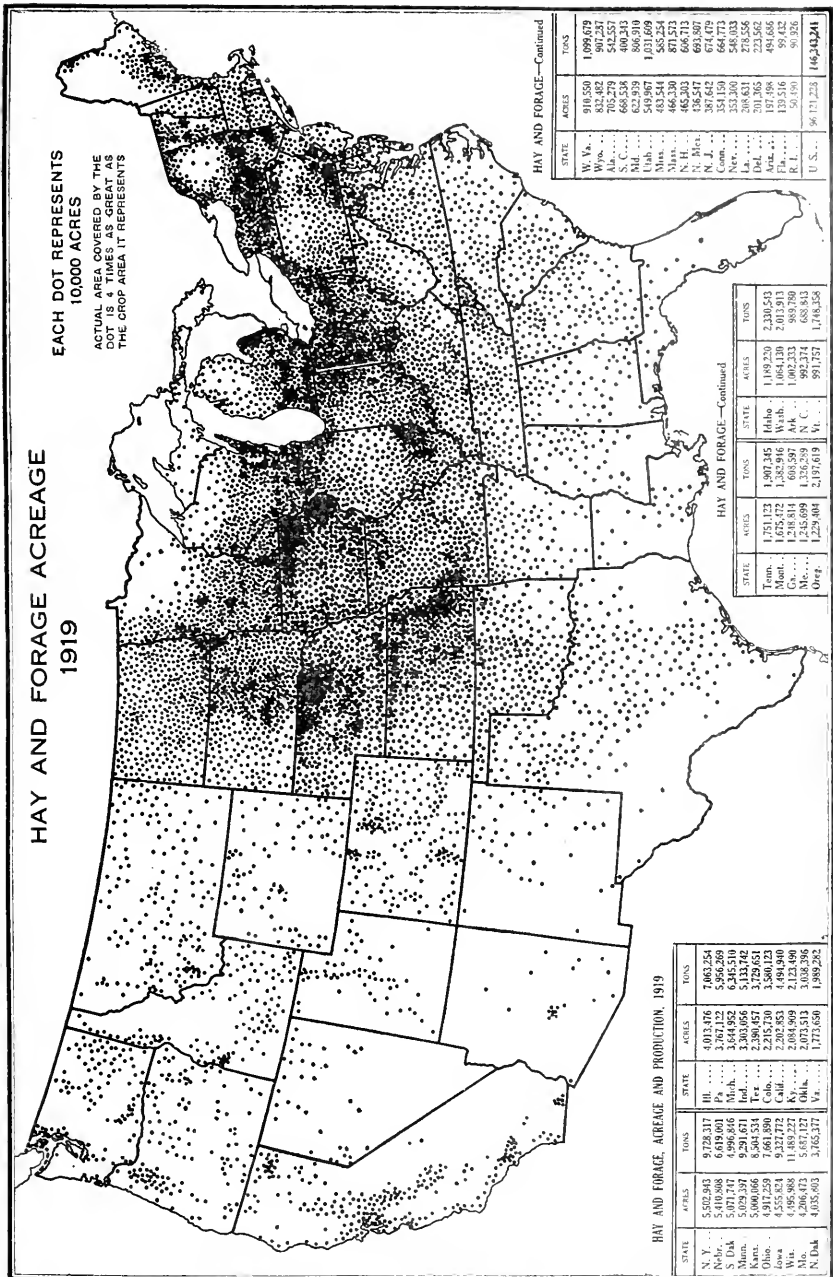 HAY AND FORAGE ACREAGE
1919
EACH DOT REPRESENTS
10,000 ACRES
ACTUAL AREA COVERED BY THE
DOT IS 4 TIMES AS GREAT AS
THE CROP AREA IT REPRESENTS
HAY AND FORAGE, ACREAGE AND PRODUCTION, 1919
STATE ACRES TONS STATE ACRES TONS
N. Y. 5,502,943 9,728,317 Ill. 4,013,476 7,063,254
Nebr. 5,410,808 6,619,001 Pa 3,767,122 5,956,269
S. Dak 5,071,747 4,996,846 Mich. 3,644,952 6,345,510
Minn. 5,029,397 9,291,671 Ind. 3,303,056 5,133,742
Kans. 5,000,066 8,504,534 Tex 2,390,457 3,729,651
Ohio. 4,917,259 7,661,890 Colo. 2,215,730 3,580,123
Iowa 4,555,824 9,327,772 Calif. 2,202,853 4,494,940
Wis. 4,495,988 11,489,227 Ky. 2,084,909 2,123,490
Mo. 4,206,473 5,687,127 Okla. 2,073,513 3,038,396
N. Dak 4,035,803 3,765,377 Va. 1,773,650 1,989,282
HAY AND FORAGE—Continued
STATE ACRES TONS STATE ACRES TONS
Tenn. 1,751,123 1,907,345 Idaho 1,189,220 2,330,543
Mont. 1,675,472 1,382,946 Wash. 1,064,130 2,013,913
Ga. 1,248,814 608,597 Ark 1,002,333 989,780
Me. 1,245,699 1,326,289 N. C. 992,374 688,843
Oreg. 1,229,404 2,197,619 Vt. 991,757 1,748,358
HAY AND FORAGE—Continued
STATE ACRES TONS
W. Va. 910,550 1,099,679
Wyo. 832,482 907,287
Ala. 705,279 542,557
S. C. 668,538 400,343
Md. 622,939 806,910
Utah. 549,967 1,031,609
Miss. 483,544 585,254
Mass. 466,330 871,573
N. H. 465,303 606,713
N. Mex. 436,547 693,807
N. J. 387,642 674,479
Conn. 354,150 664,773
Nev. 353,300 548,033
La. 208,631 278,556
Del. 201,365 223,562
Ariz. 197,498 494,686
Fla. 139,516 99,432
R. I. 50,490 90,926
U. S. 96,121,228 146,343,241